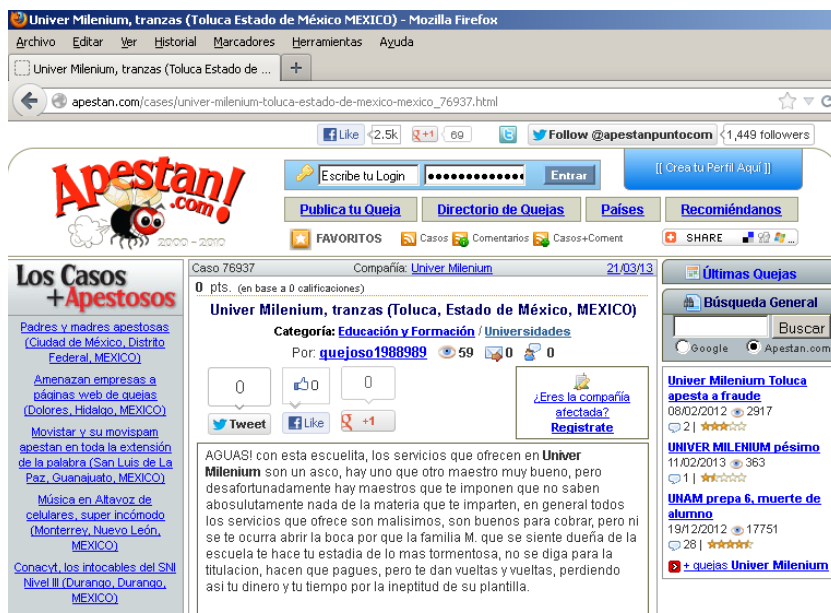 Univer Milenium, tranzas (Toluca Estado de México MEXICO) - Mozilla Firefox
Archivo Editar Ver Historial Marcadores Herramientas Ayuda
Univer Milenium, tranzas (Toluca Estado de ... +
apestan.com/cases/univer-milenium-toluca-estado-de-mexico-mexico_76937.html
Like 2.5k +1 69 Follow @apestanpuntocom 1,449 followers
Apestan!
.com
2000 - 2010
Escribe tu Login Entrar
[[ Crea tu Perfil Aquí ]]
Publica tu Queja Directorio de Quejas Países Recomiéndanos
FAVORITOS Casos Comentarios Casos+Coment SHARE
Los Casos
+Apestosos
Padres y madres apestosas
(Ciudad de México, Distrito
Federal, MEXICO)
Amenazan empresas a
páginas web de quejas
(Dolores, Hidalgo, MEXICO)
Movistar y su movispam
apestan en toda la extensión
de la palabra (San Luis de La
Paz, Guanajuato, MEXICO)
Música en Altavoz de
celulares, super incómodo
(Monterrey, Nuevo León,
MEXICO)
Conacyt, los intocables del SNI
Nivel III (Durango, Durango,
MEXICO)
Caso 76937 Compañía: Univer Milenium 21/03/13
0 pts. (en base a 0 calificaciones)
Univer Milenium, tranzas (Toluca, Estado de México, MEXICO)
Categoría: Educación y Formación / Universidades
Por: quejoso1988989 59 0 0
0 0 0
Tweet Like +1
¿Eres la compañía
afectada?
Registrate
AGUAS! con esta escuelita, los servicios que ofrecen en Univer
Milenium son un asco, hay uno que otro maestro muy bueno, pero
desafortunadamente hay maestros que te imponen que no saben
abosulutamente nada de la materia que te imparten, en general todos
los servicios que ofrece son malisimos, son buenos para cobrar, pero ni
se te ocurra abrir la boca por que la familia M. que se siente dueña de la
escuela te hace tu estadia de lo mas tormentosa, no se diga para la
titulacion, hacen que pagues, pero te dan vueltas y vueltas, perdiendo
asi tu dinero y tu tiempo por la ineptitud de su plantilla.
Últimas Quejas
Búsqueda General
Buscar
Google Apestan.com
Univer Milenium Toluca
apesta a fraude
08/02/2012 2917
2 |
UNIVER MILENIUM pésimo
11/02/2013 363
1 |
UNAM prepa 6, muerte de
alumno
19/12/2012 17751
28 |
+ quejas Univer Milenium